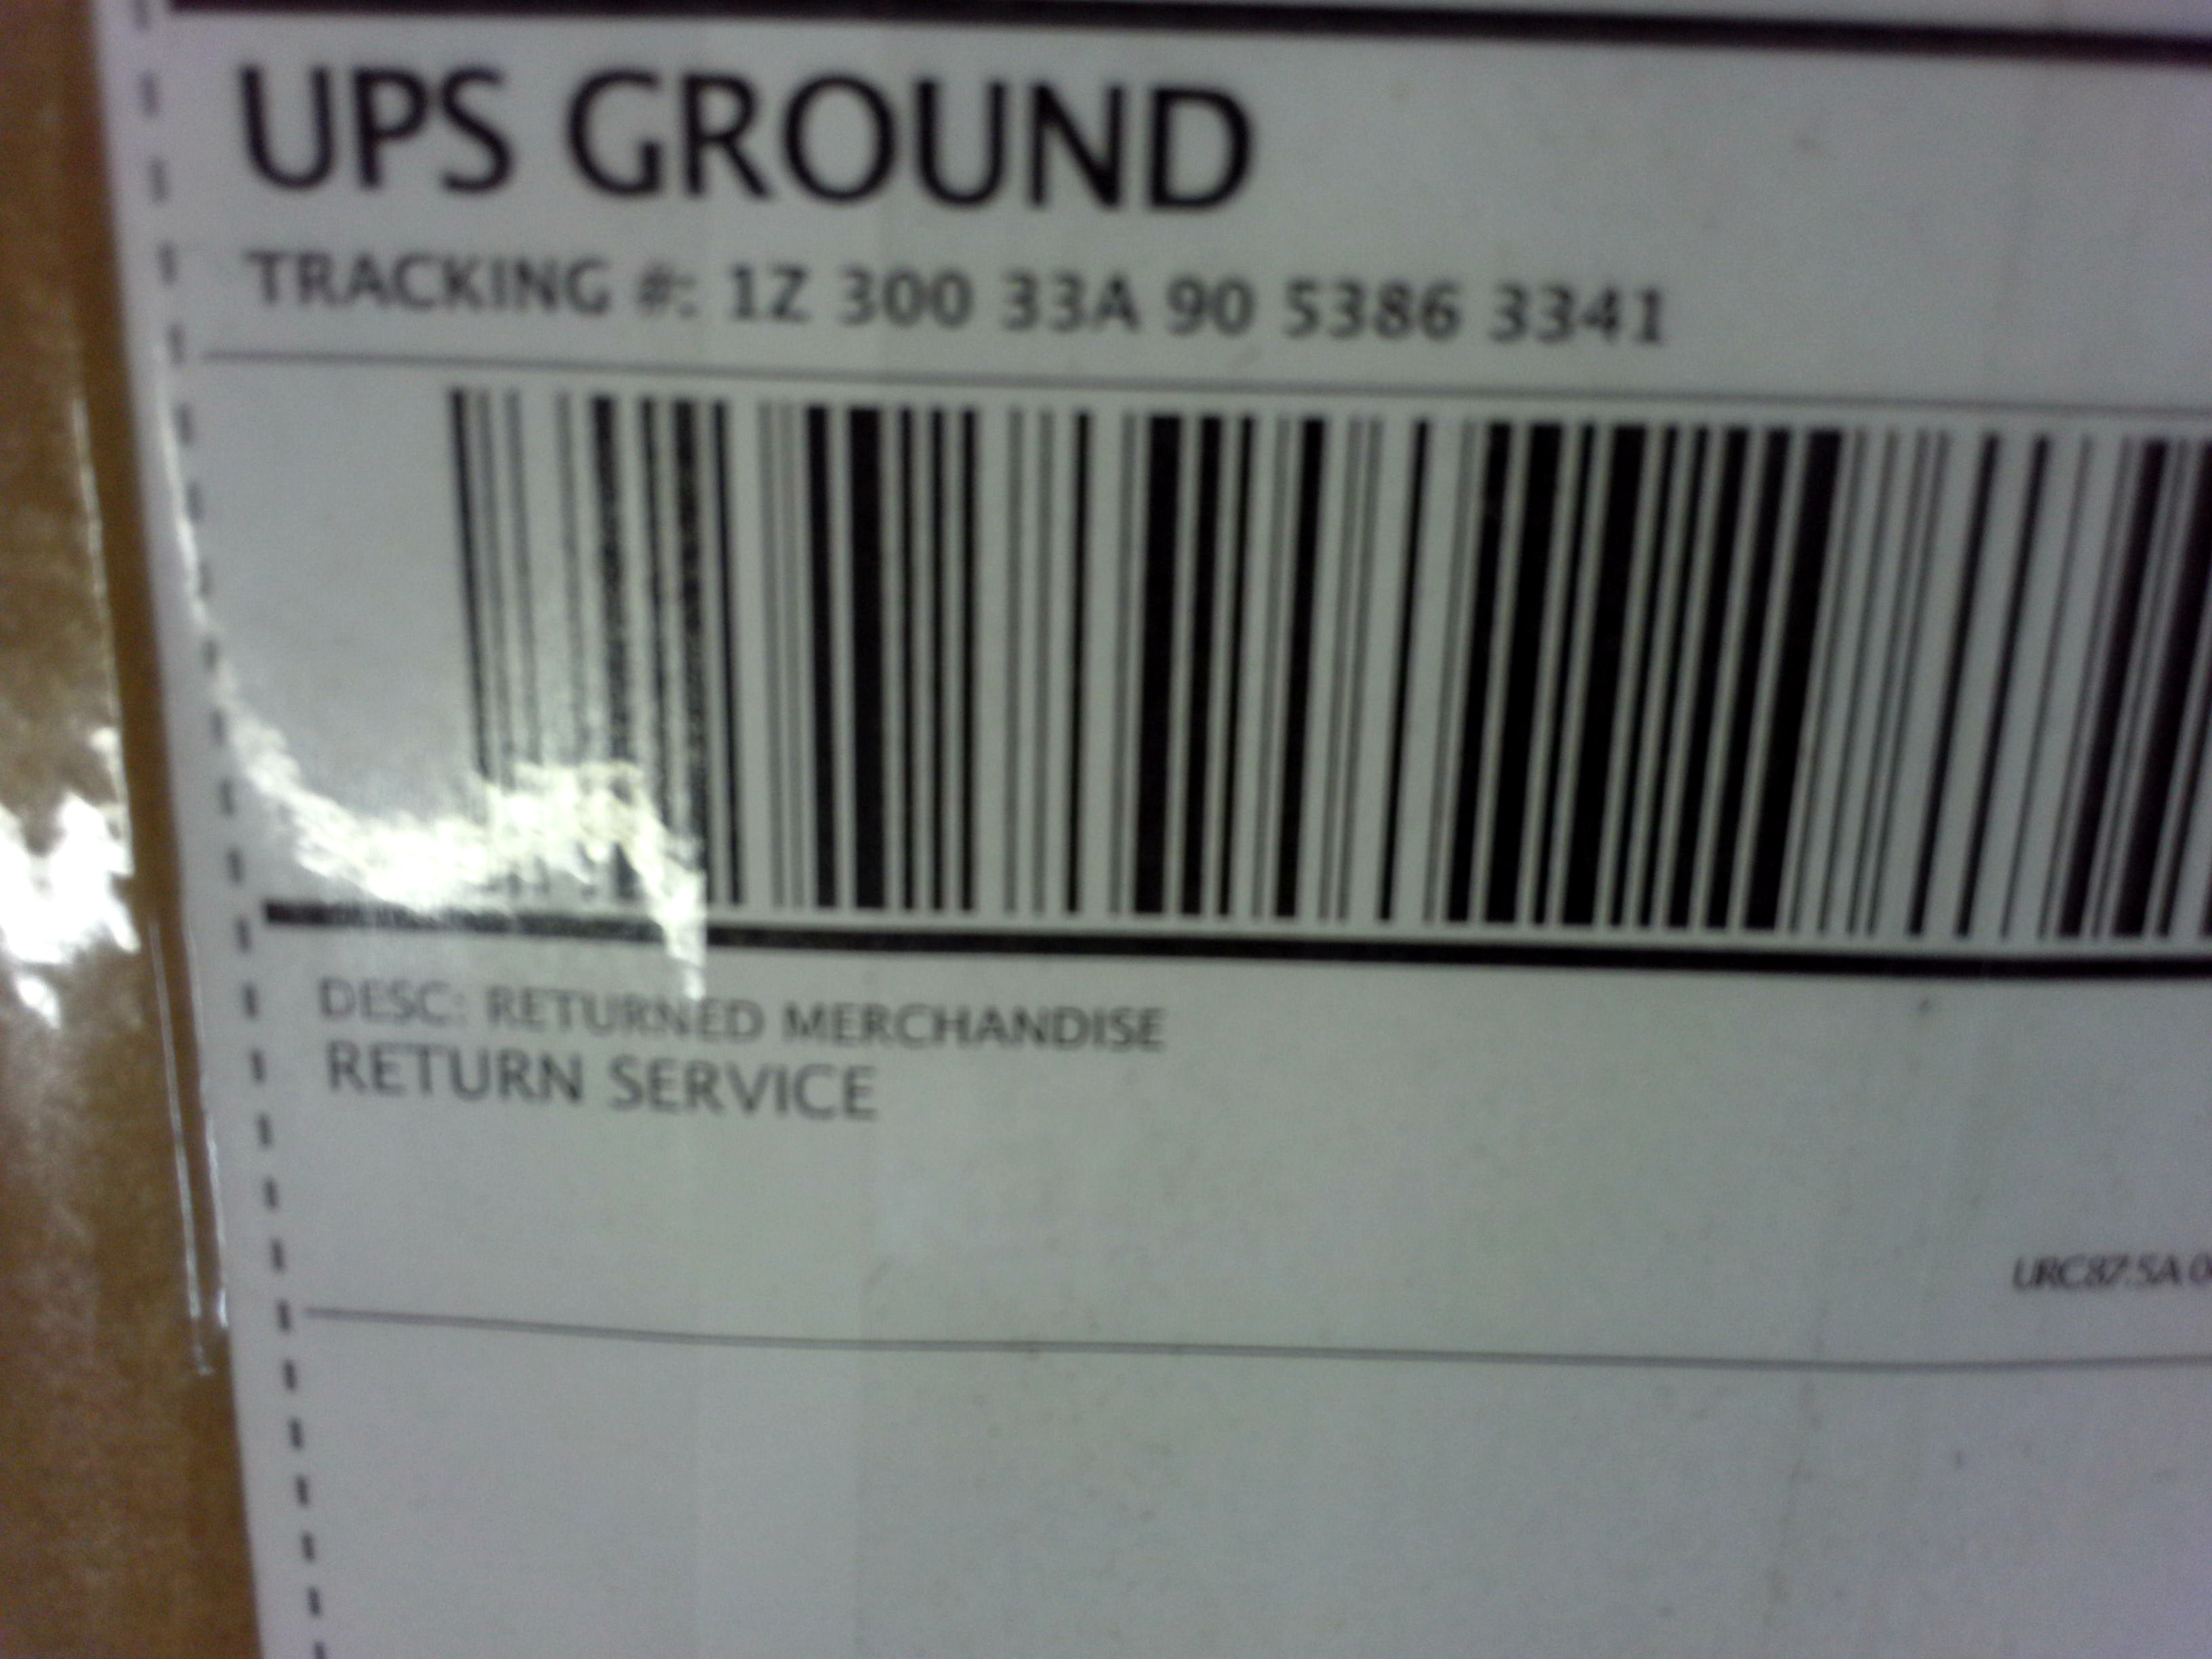 UPS GROUND
TRACKING #: 1Z 300 33A 90 5386 3341
DESC: RETURNED MERCHANDISE
RETURN SERVICE